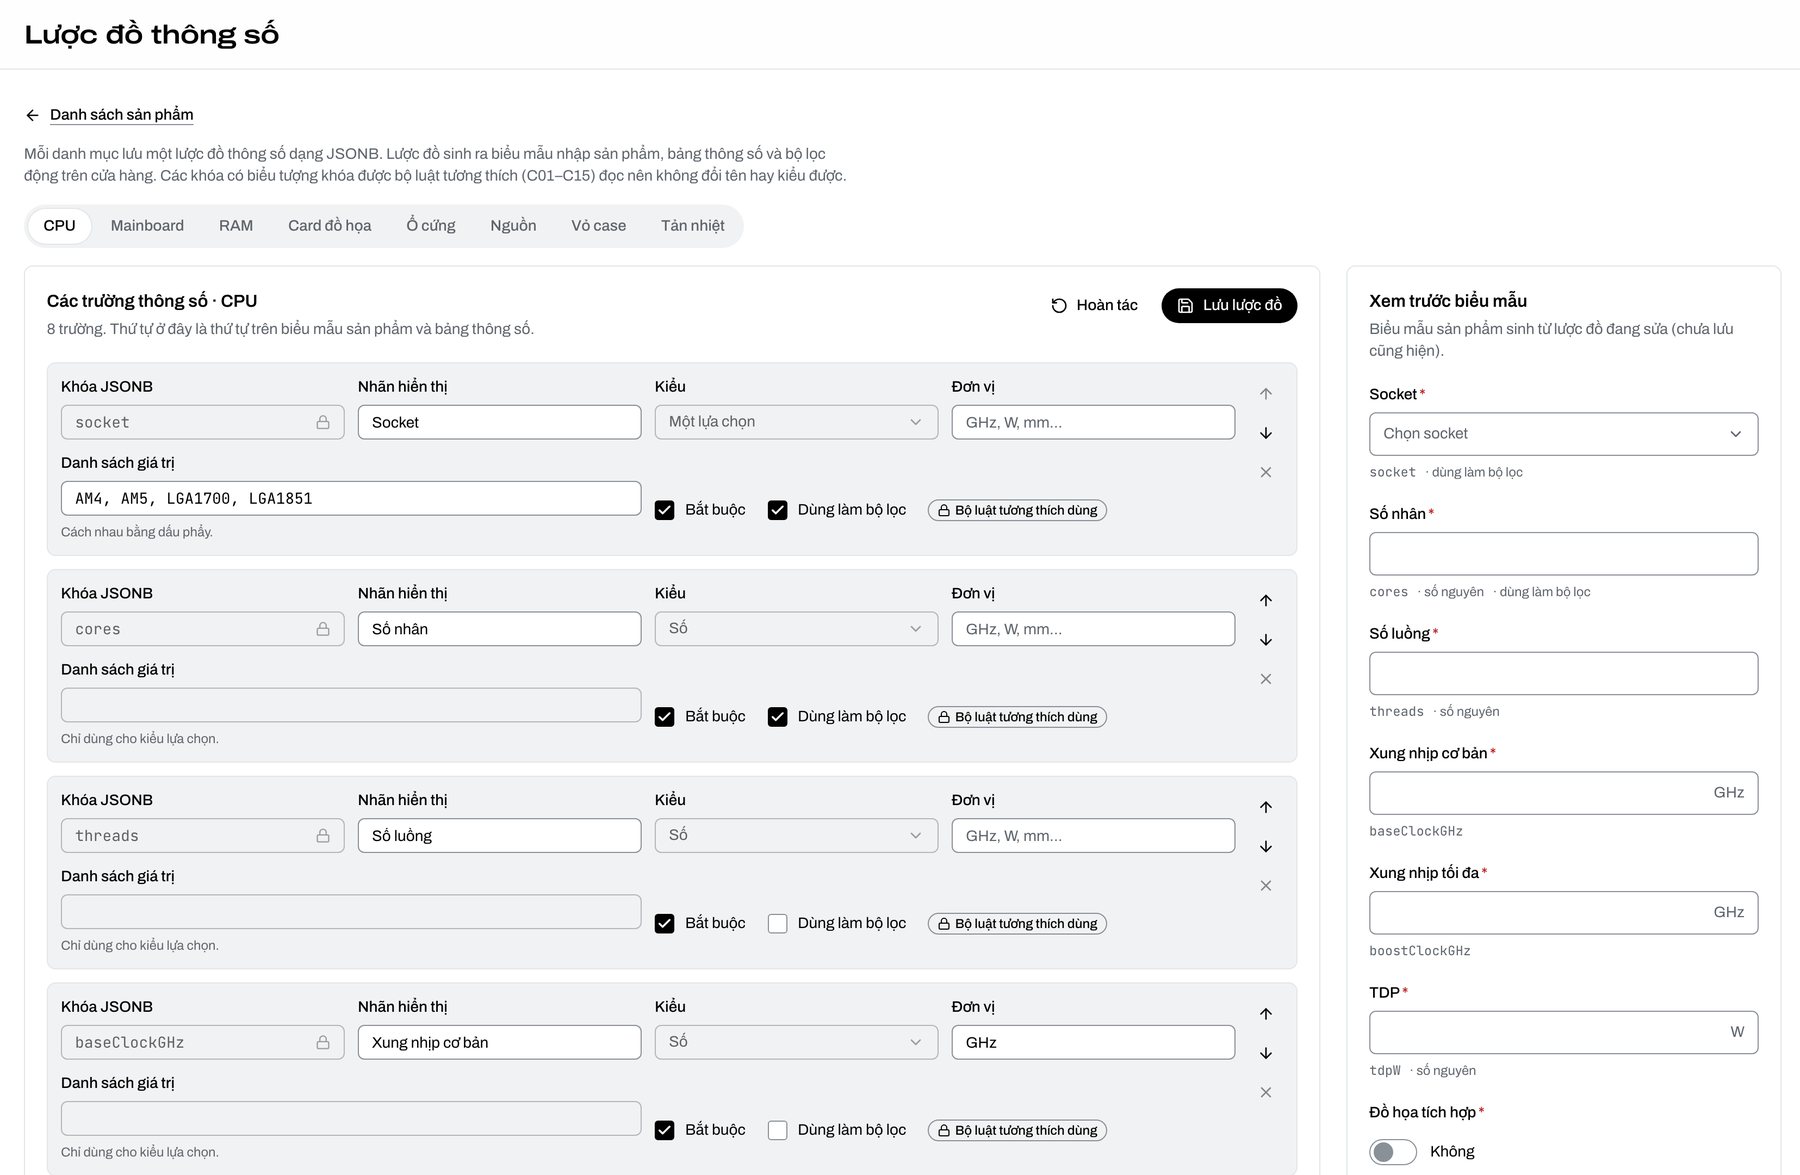 Lược đồ thông số
Danh sách sản phẩm
Mỗi danh mục lưu một lược đồ thông số dạng JSONB. Lược đồ sinh ra biểu mẫu nhập sản phẩm, bảng thông số và bộ lọc
động trên cửa hàng. Các khóa có biểu tượng khóa được bộ luật tương thích (C01–C15) đọc nên không đổi tên hay kiểu được.
CPU Mainboard RAM Card đồ họa Ổ cứng Nguồn Vỏ case Tản nhiệt
Các trường thông số · CPU
8 trường. Thứ tự ở đây là thứ tự trên biểu mẫu sản phẩm và bảng thông số.
Hoàn tác Lưu lược đồ
Khóa JSONB Nhãn hiển thị Kiểu Đơn vị
socket Socket Một lựa chọn GHz, W, mm...
Danh sách giá trị
AM4, AM5, LGA1700, LGA1851
Bắt buộc Dùng làm bộ lọc Bộ luật tương thích dùng
Cách nhau bằng dấu phẩy.
Khóa JSONB Nhãn hiển thị Kiểu Đơn vị
cores Số nhân Số GHz, W, mm...
Danh sách giá trị
Bắt buộc Dùng làm bộ lọc Bộ luật tương thích dùng
Chỉ dùng cho kiểu lựa chọn.
Khóa JSONB Nhãn hiển thị Kiểu Đơn vị
threads Số luồng Số GHz, W, mm...
Danh sách giá trị
Bắt buộc Dùng làm bộ lọc Bộ luật tương thích dùng
Chỉ dùng cho kiểu lựa chọn.
Khóa JSONB Nhãn hiển thị Kiểu Đơn vị
baseClockGHz Xung nhịp cơ bản Số GHz
Danh sách giá trị
Bắt buộc Dùng làm bộ lọc Bộ luật tương thích dùng
Chỉ dùng cho kiểu lựa chọn.
Xem trước biểu mẫu
Biểu mẫu sản phẩm sinh từ lược đồ đang sửa (chưa lưu
cũng hiện).
Socket*
Chọn socket
socket · dùng làm bộ lọc
Số nhân*
cores · số nguyên · dùng làm bộ lọc
Số luồng*
threads · số nguyên
Xung nhịp cơ bản*
GHz
baseClockGHz
Xung nhịp tối đa*
GHz
boostClockGHz
TDP*
W
tdpW · số nguyên
Đồ họa tích hợp*
Không